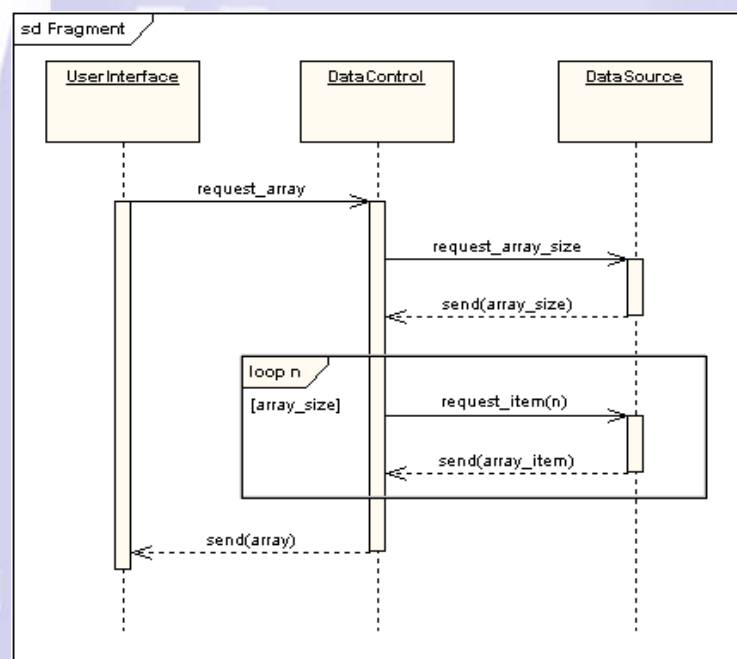 sd Fragment
UserInterface
DataControl
DataSource
request_array
request_array_size
send(array_size)
loop n
[array_size]
request_item(n)
send(array_item)
send(array)